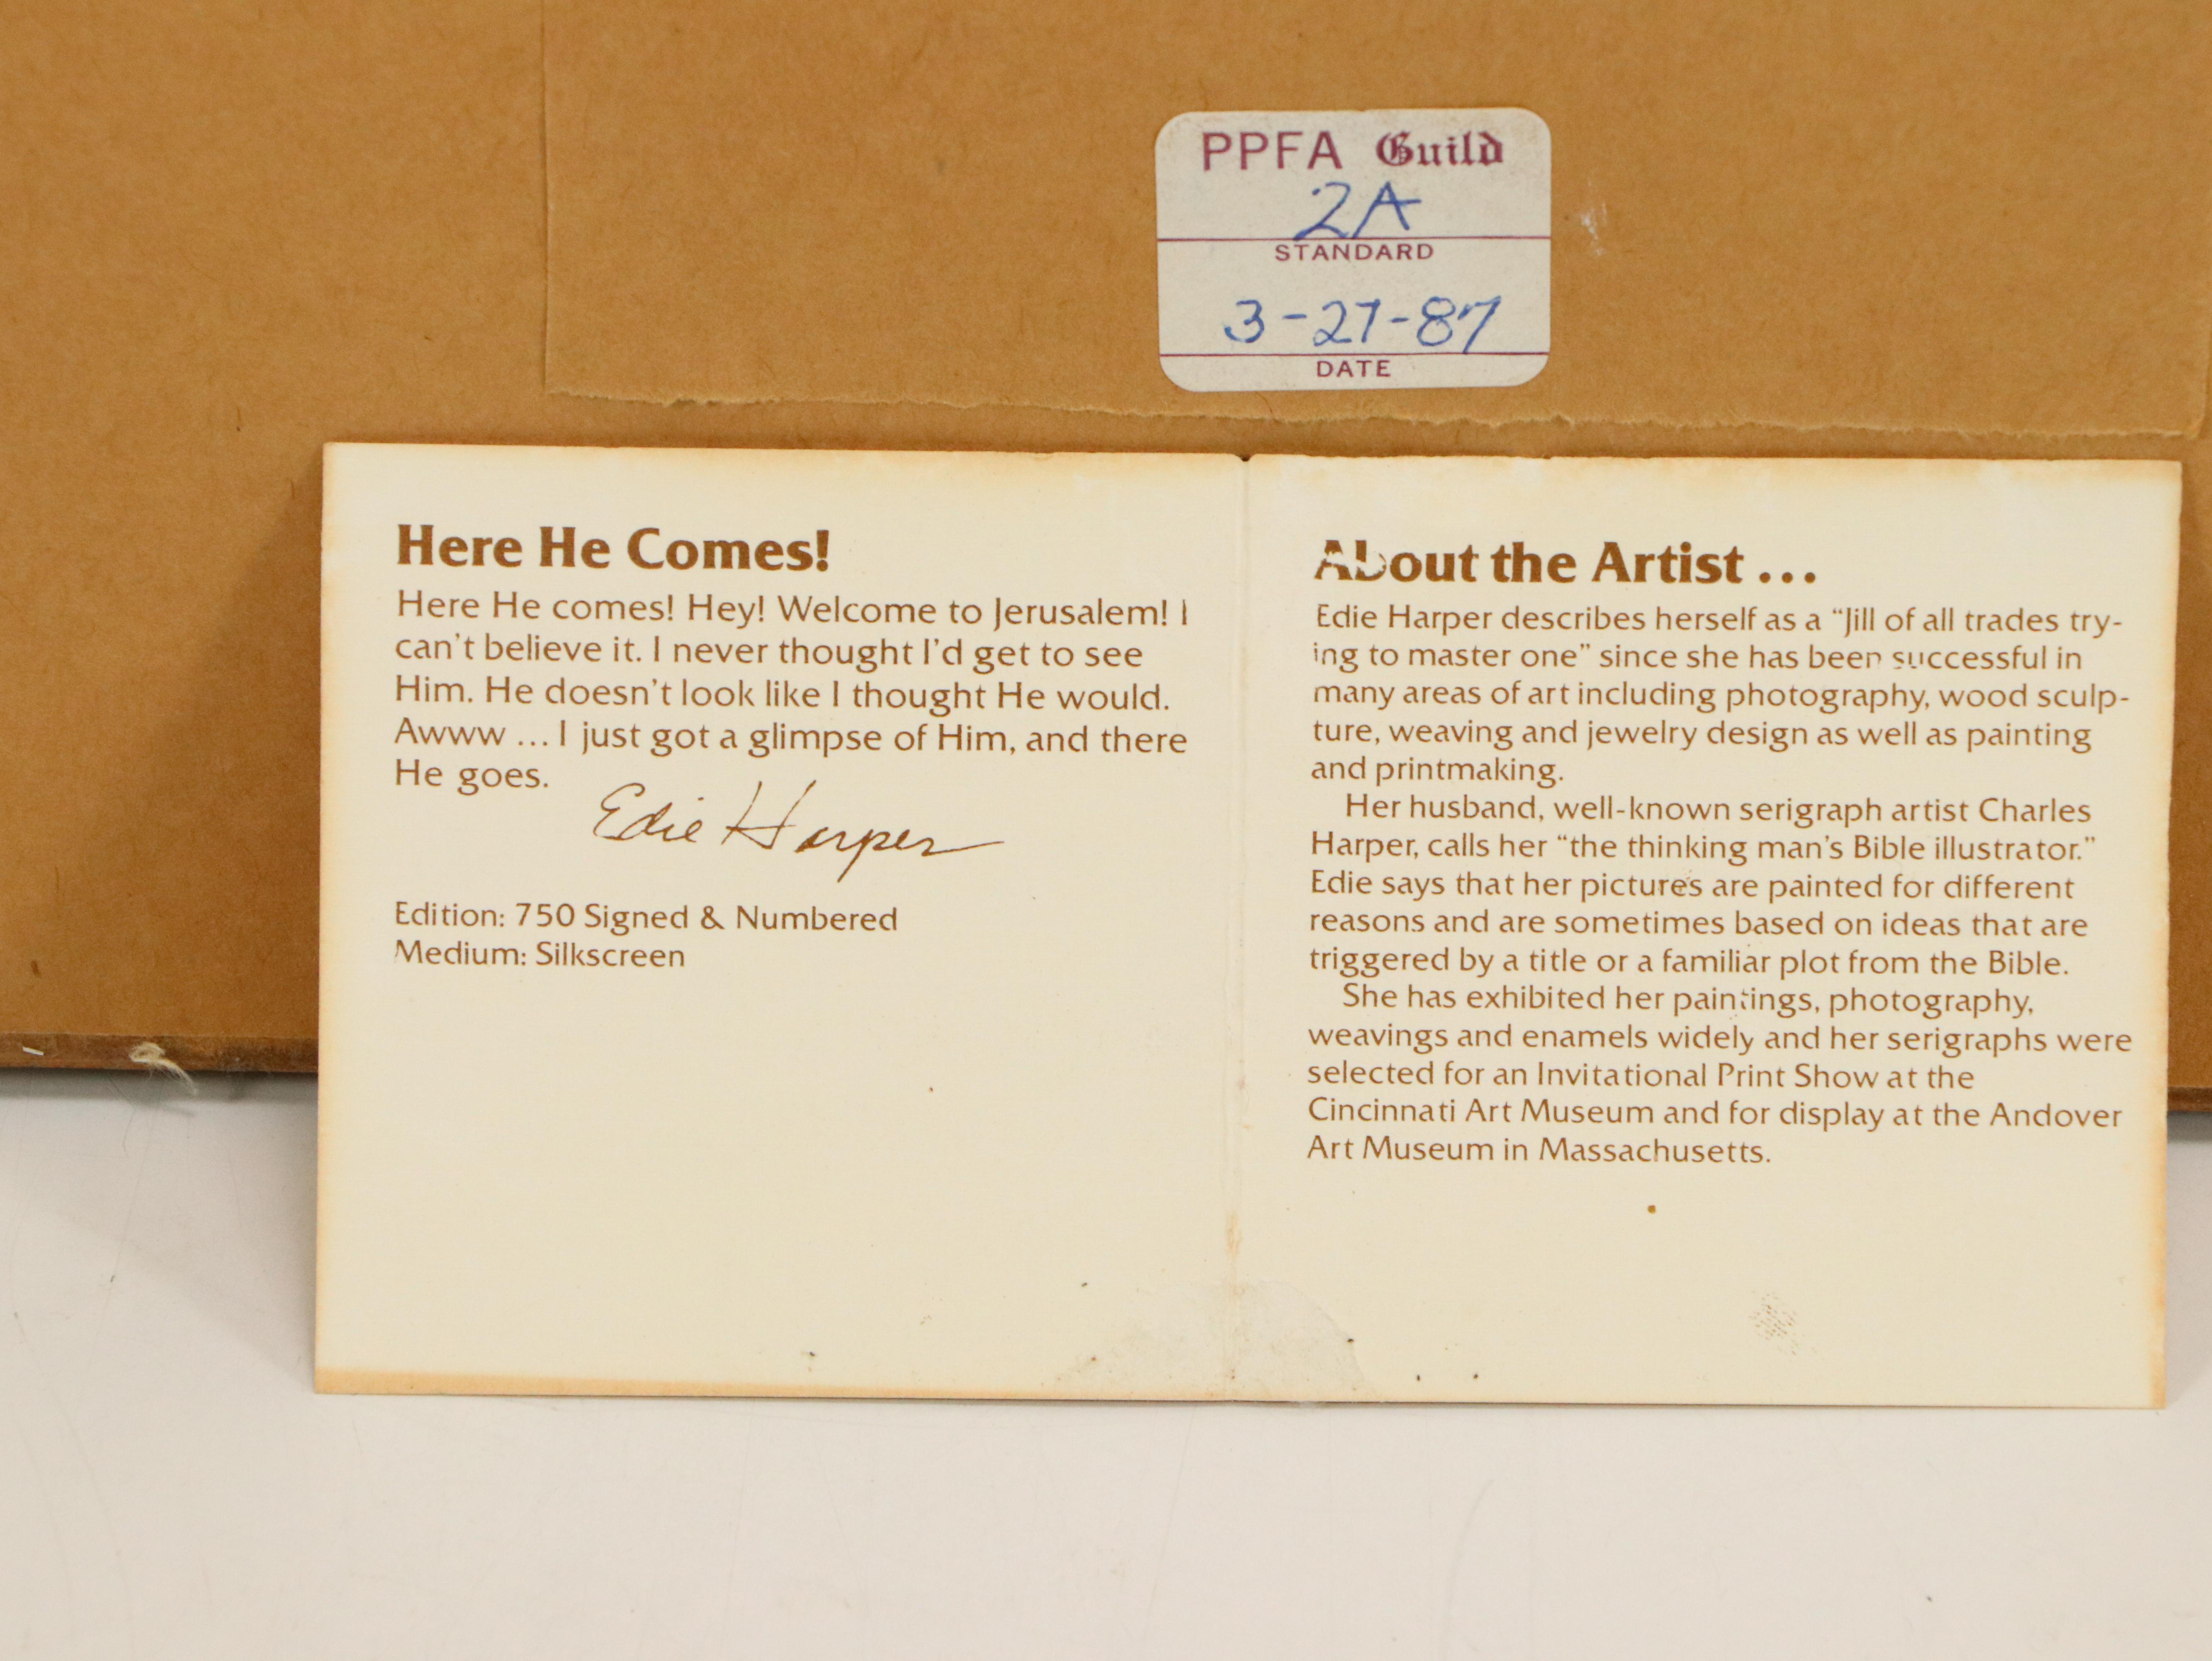 PPFA Guild
2A
STANDARD
3-27-87
DATE
Here He Comes!
Here He comes! Hey! Welcome to Jerusalem! I
can't believe it. I never thought I'd get to see
Him. He doesn't look like I thought He would.
Awww ... I just got a glimpse of Him, and there
He goes.
Edie Harper
Edition: 750 Signed & Numbered
Medium: Silkscreen
About the Artist ...
Edie Harper describes herself as a “Jill of all trades try-
ing to master one” since she has been successful in
many areas of art including photography, wood sculp-
ture, weaving and jewelry design as well as painting
and printmaking.
Her husband, well-known serigraph artist Charles
Harper, calls her “the thinking man's Bible illustrator.”
Edie says that her pictures are painted for different
reasons and are sometimes based on ideas that are
triggered by a title or a familiar plot from the Bible.
She has exhibited her paintings, photography,
weavings and enamels widely and her serigraphs were
selected for an Invitational Print Show at the
Cincinnati Art Museum and for display at the Andover
Art Museum in Massachusetts.